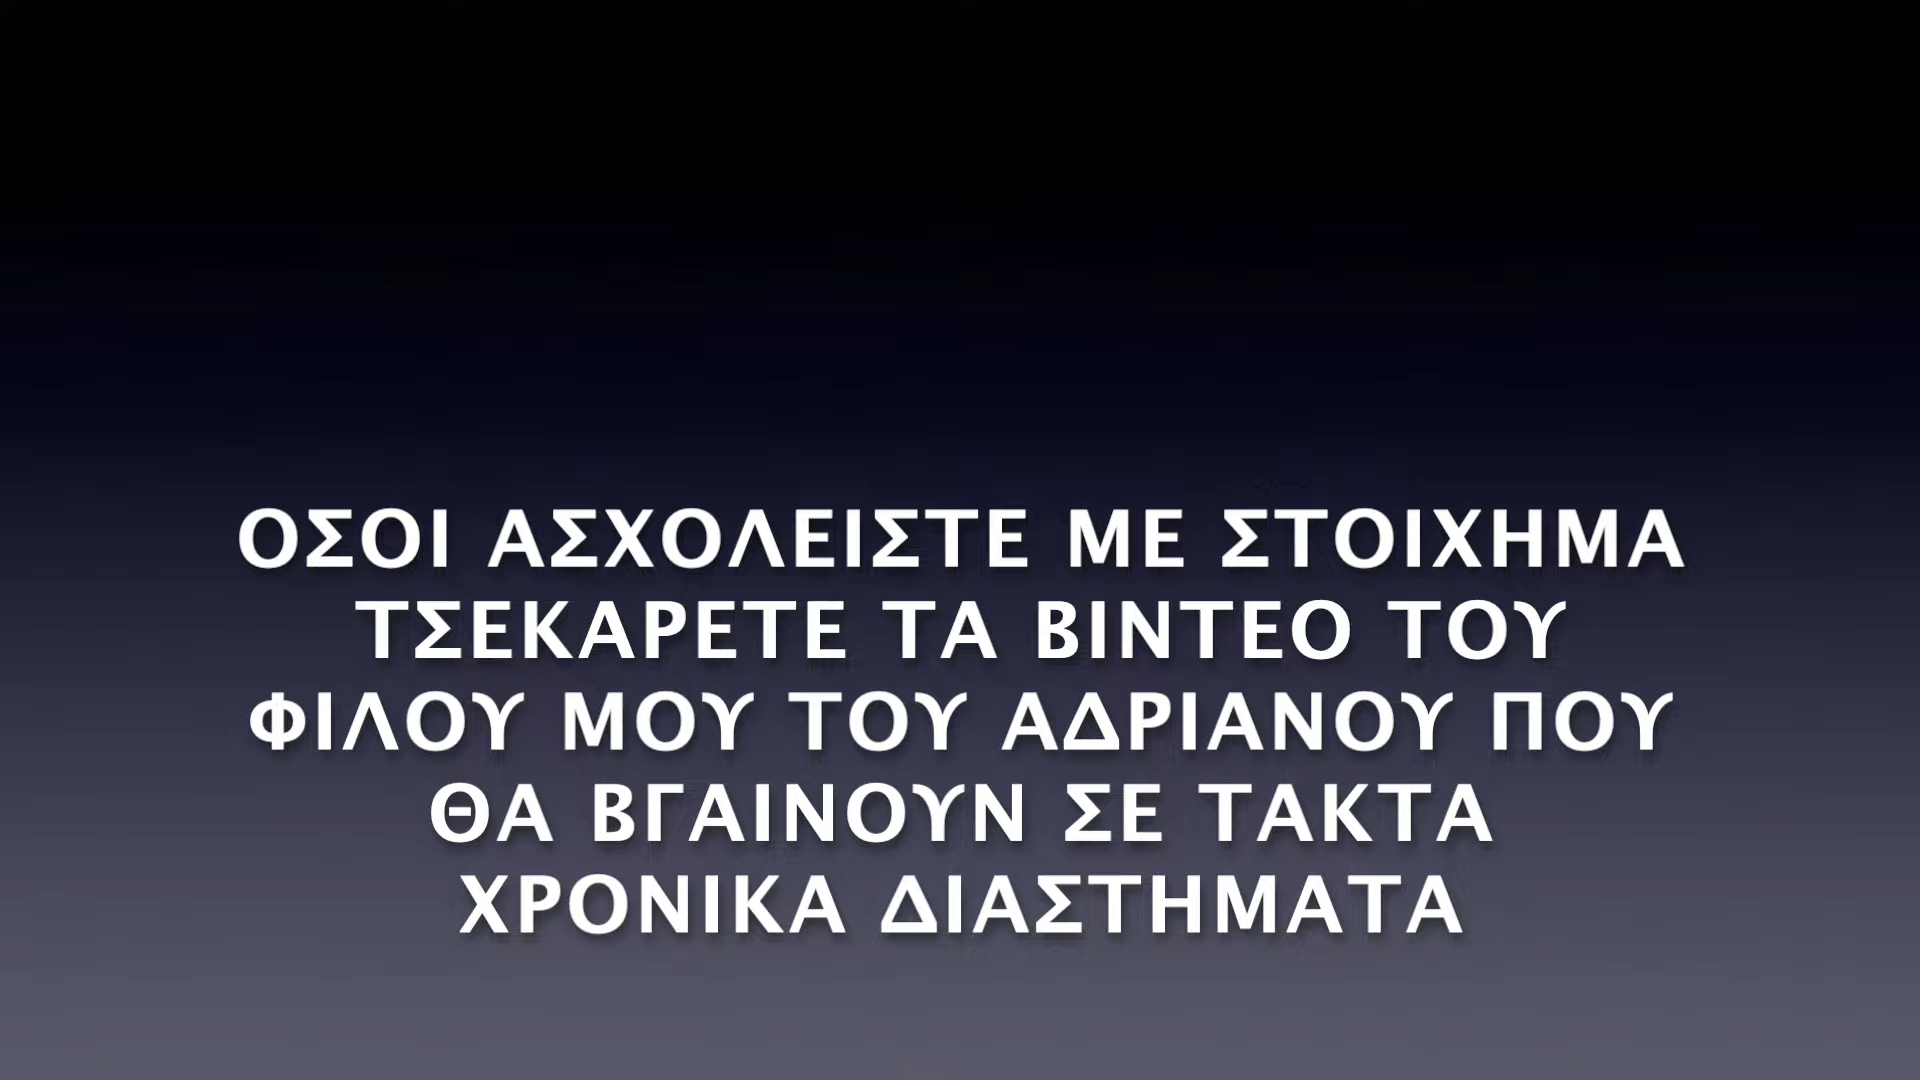 ΟΣΟΙ ΑΣΧΟΛΕΙΣΤΕ ΜΕ ΣΤΟΙΧΗΜΑ
ΤΣΕΚΑΡΕΤΕ ΤΑ ΒΙΝΤΕΟ ΤΟΥ
ΦΙΛΟΥ ΜΟΥ ΤΟΥ ΑΔΡΙΑΝΟΥ ΠΟΥ
ΘΑ ΒΓΑΙΝΟΥΝ ΣΕ ΤΑΚΤΑ
ΧΡΟΝΙΚΑ ΔΙΑΣΤΗΜΑΤΑ